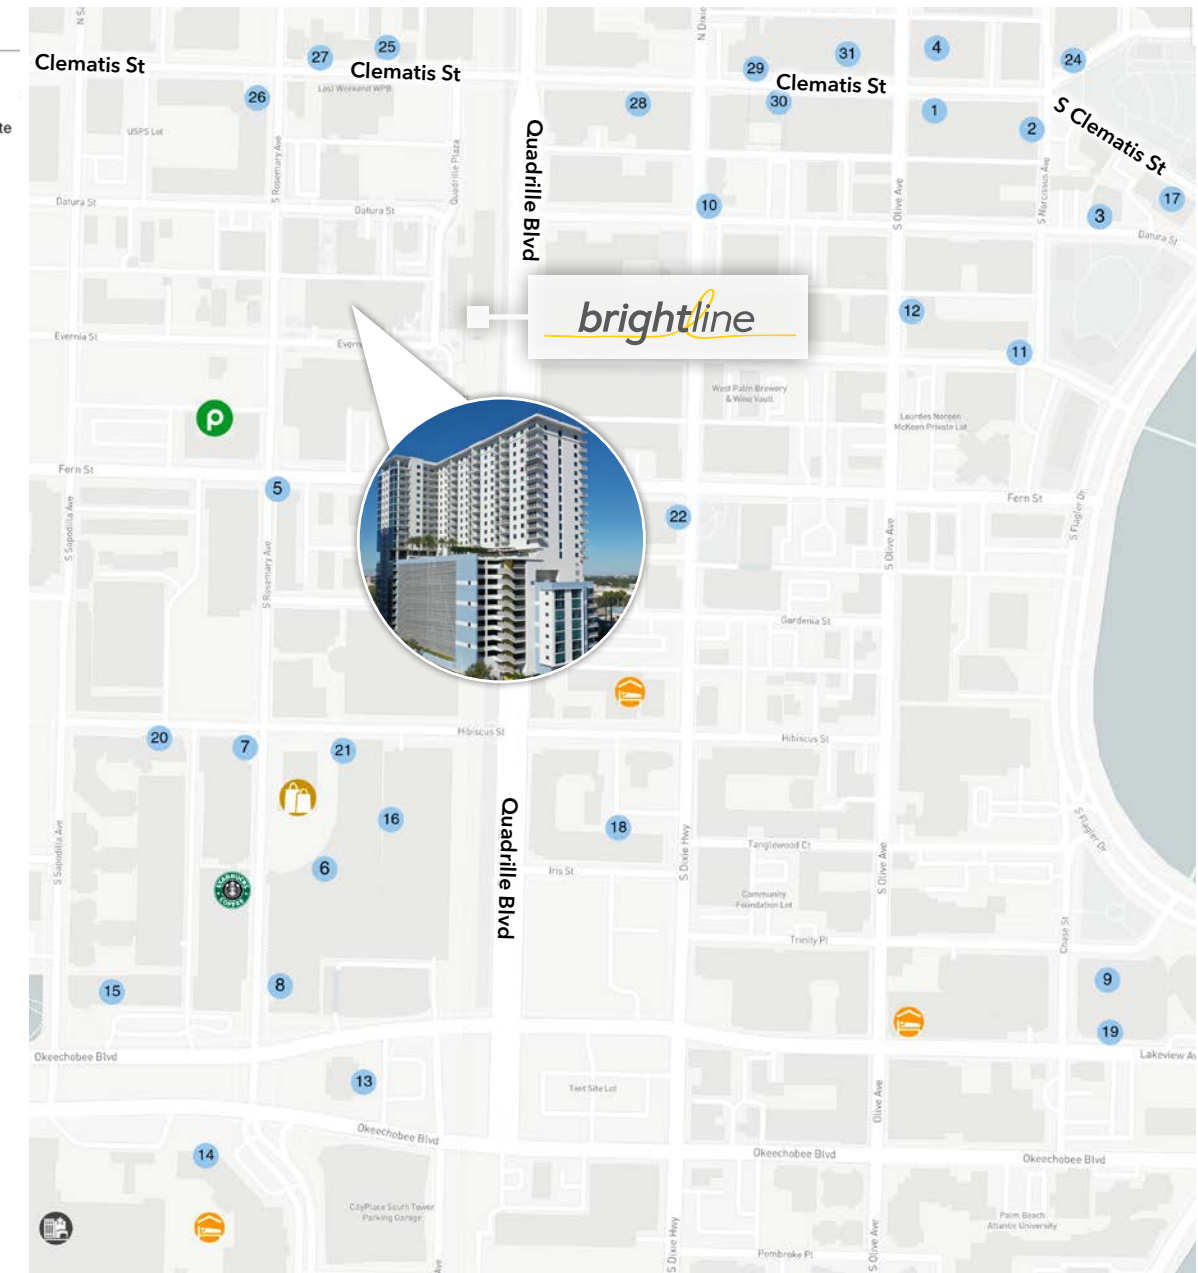 N Dixie
25
4
31
27
24
Clematis St
Clematis St
29
Clematis St
Lost Weekend WPB
26
28
30
1
S Clematis St
te
USPS Lot
2
Quadrille Blvd
Quadrille Plaza
S Rosemary Ave
S Olive Ave
S Narcissus Ave
17
Datura St
Datura St
10
3
Datura St
brightline
12
Evernia St
Evern
11
West Palm Brewery
& Wine Vault
P
Lourdes Noreen
McKeen Private Lot
Fern St
5
Fern St
22
S Sapodilla Ave
S Rosemary Ave
S Olive Ave
S Flagler Dr
Gardenia St
Hibiscus St
Hibiscus St
20
7
21
16
18
Quadrille Blvd
S Sapodilla Ave
S Dixie Hwy
S Olive Ave
S Flagler Dr
Tanglewood Ct
6
Iris St
STARBUCKS
COFFEE
Community
Foundation Lot
Trinity Pl
Chase St
15
8
9
19
Okeechobee Blvd
Lakeview Av
13
Tent Site Lot
Olive Ave
Okeechobee Blvd
14
Okeechobee Blvd
Okeechobee Blvd
CityPlace South Tower
Parking Garage
Palm Beach
Atlantic University
Pembroke Pl
Ave
S Dixie Hwy
S Olive Ave